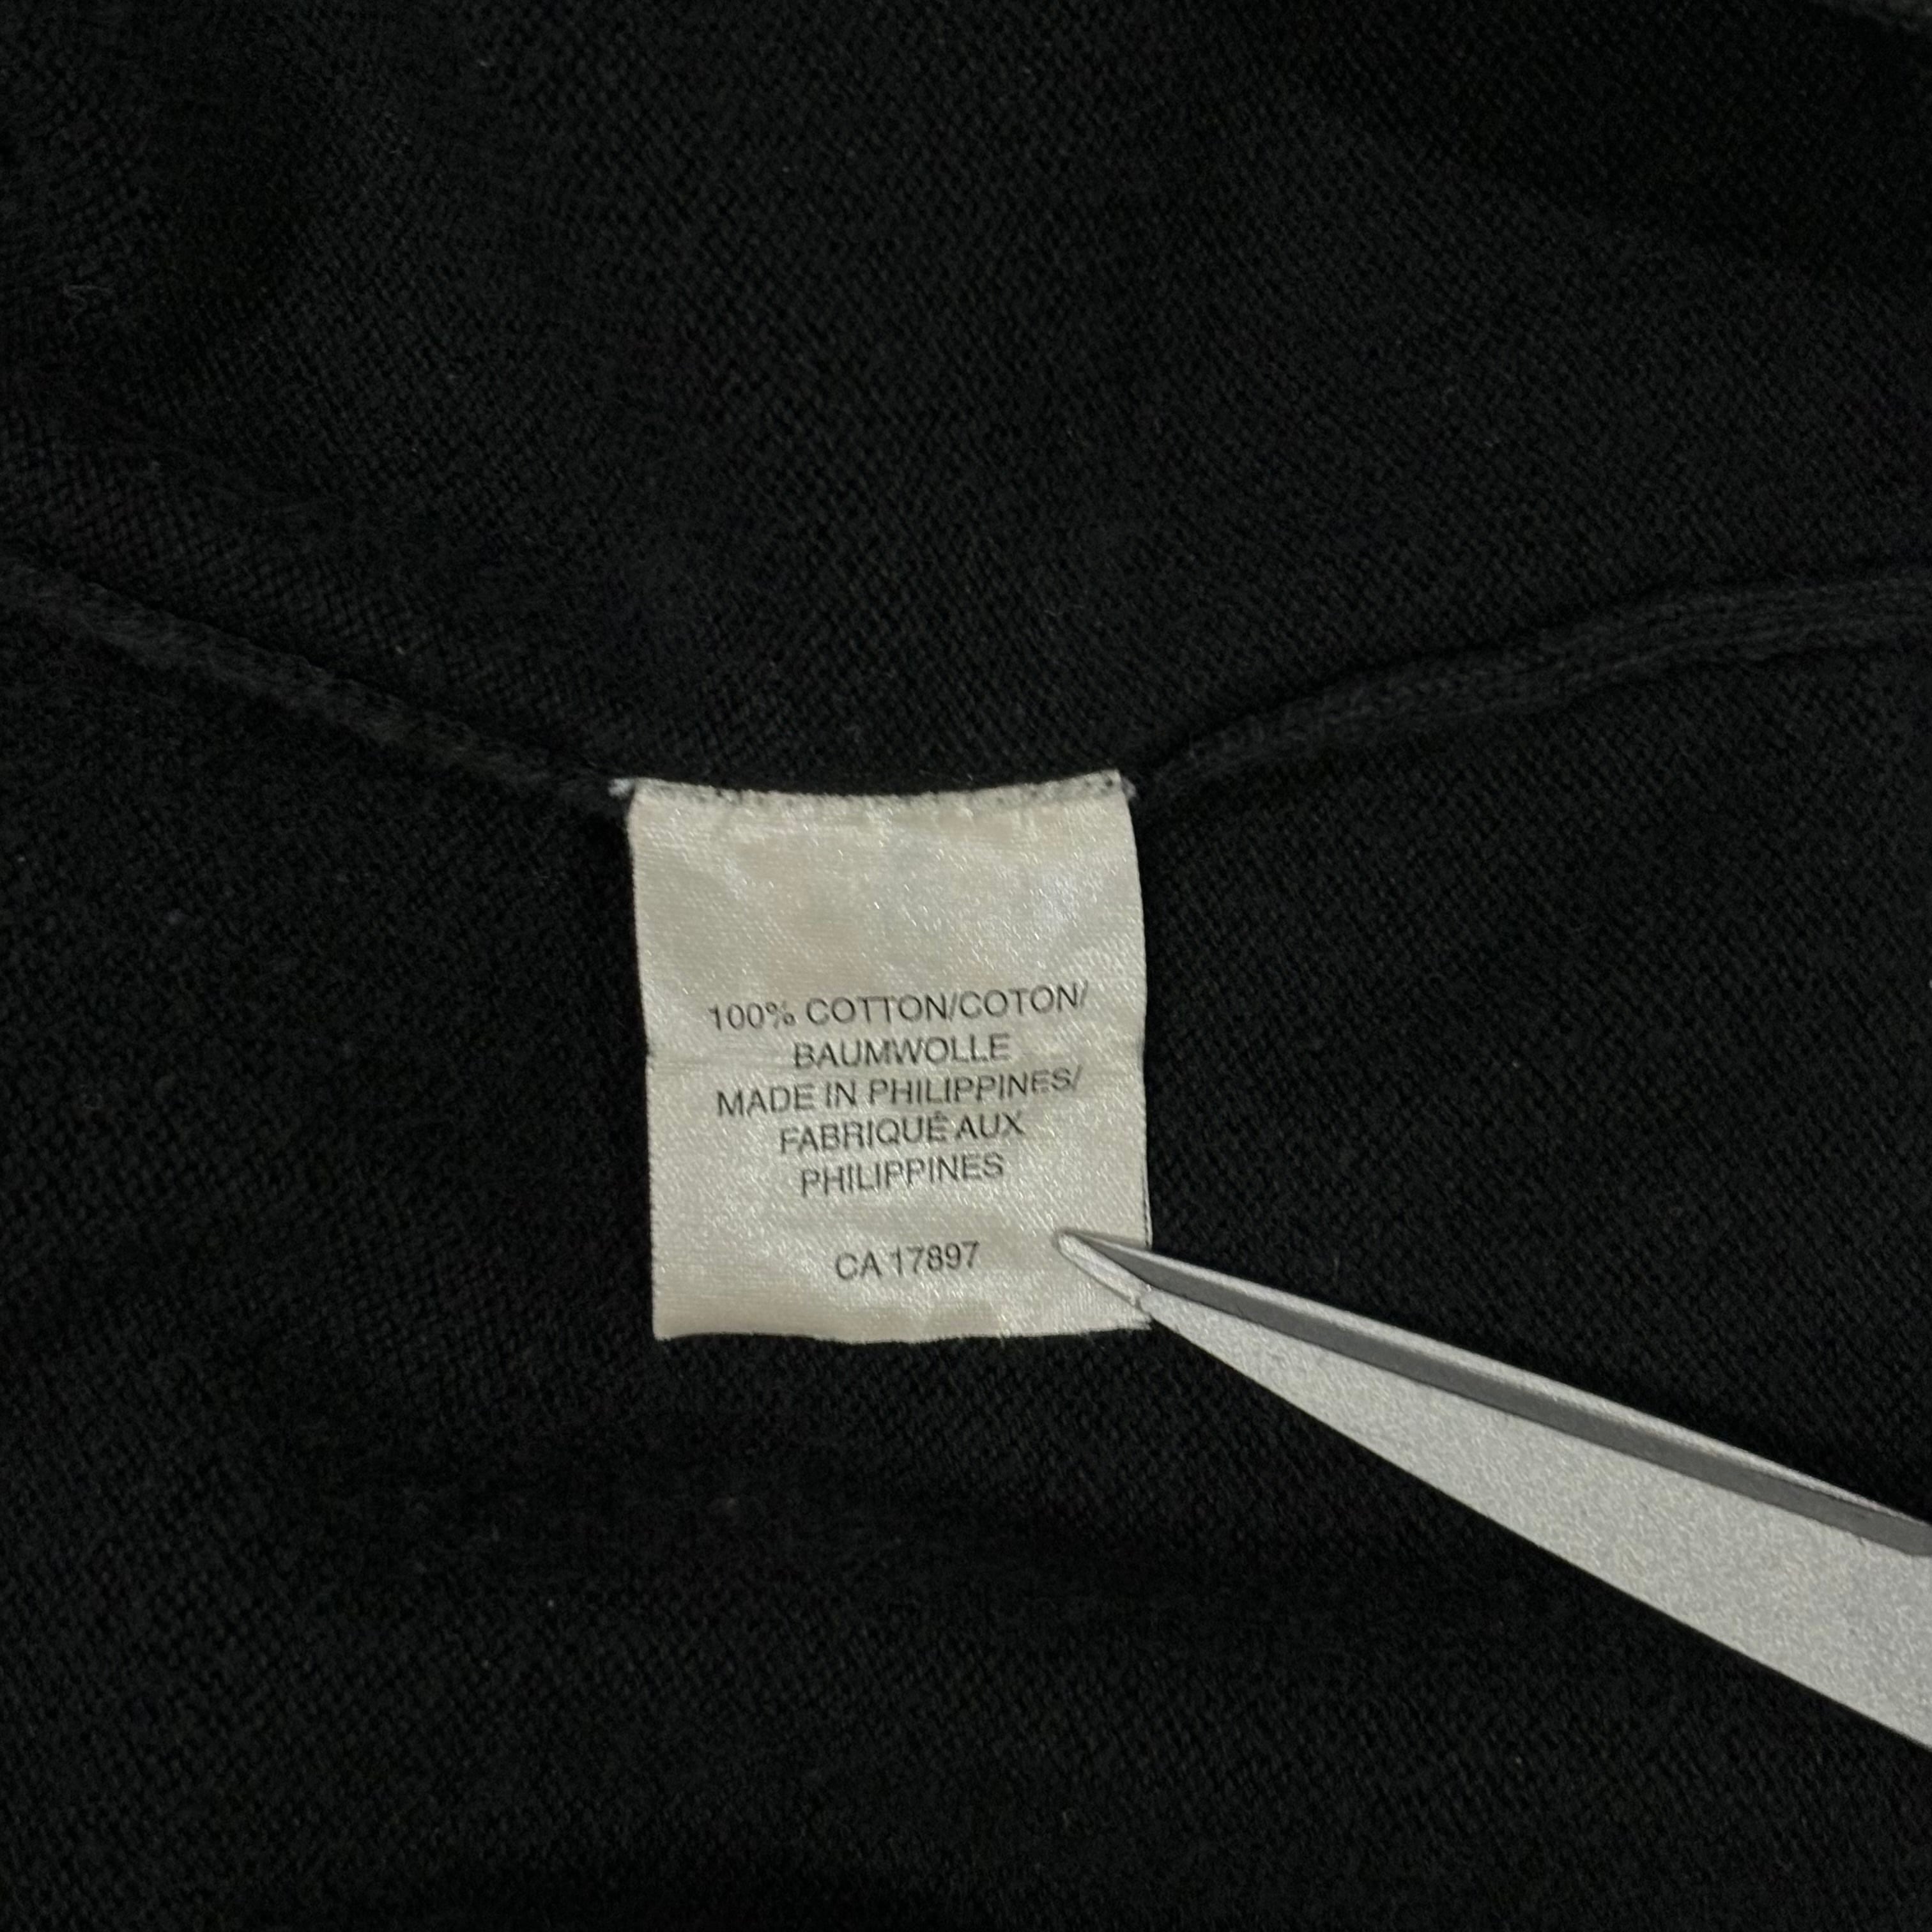 100% COTTON/COTON/
BAUMWOLLE
MADE IN PHILIPPINES/
FABRIQUÉ AUX
PHILIPPINES
CA 17897